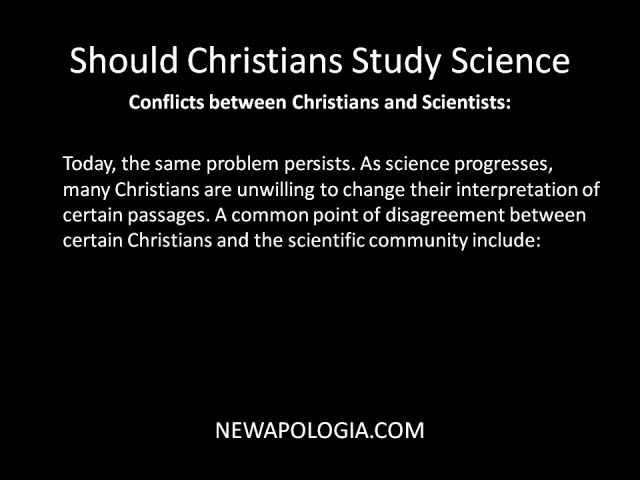 Should Christians Study Science
Conflicts between Christians and Scientists:
Today, the same problem persists. As science progresses,
many Christians are unwilling to change their interpretation of
certain passages. A common point of disagreement between
certain Christians and the scientific community include:
NEWAPOLOGIA.COM